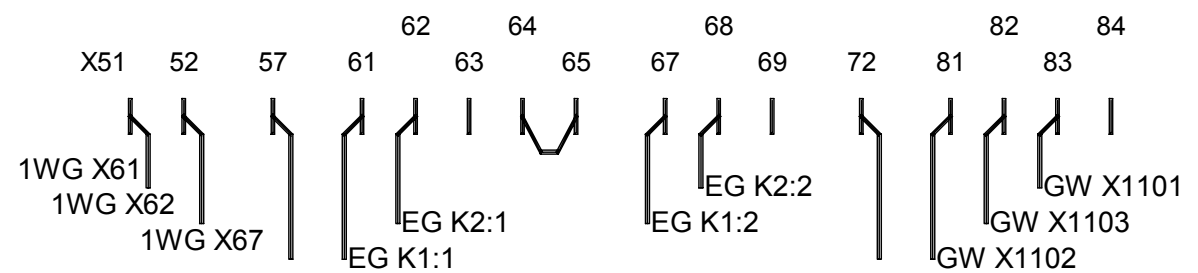 62 64 68 82 84
X51 52 57 61 63 65 67 69 72 81 83
1WG X61 EG K2:2 GW X1101
1WG X62
EG K2:1 EG K1:2 GW X1103
1WG X67
EG K1:1 GW X1102